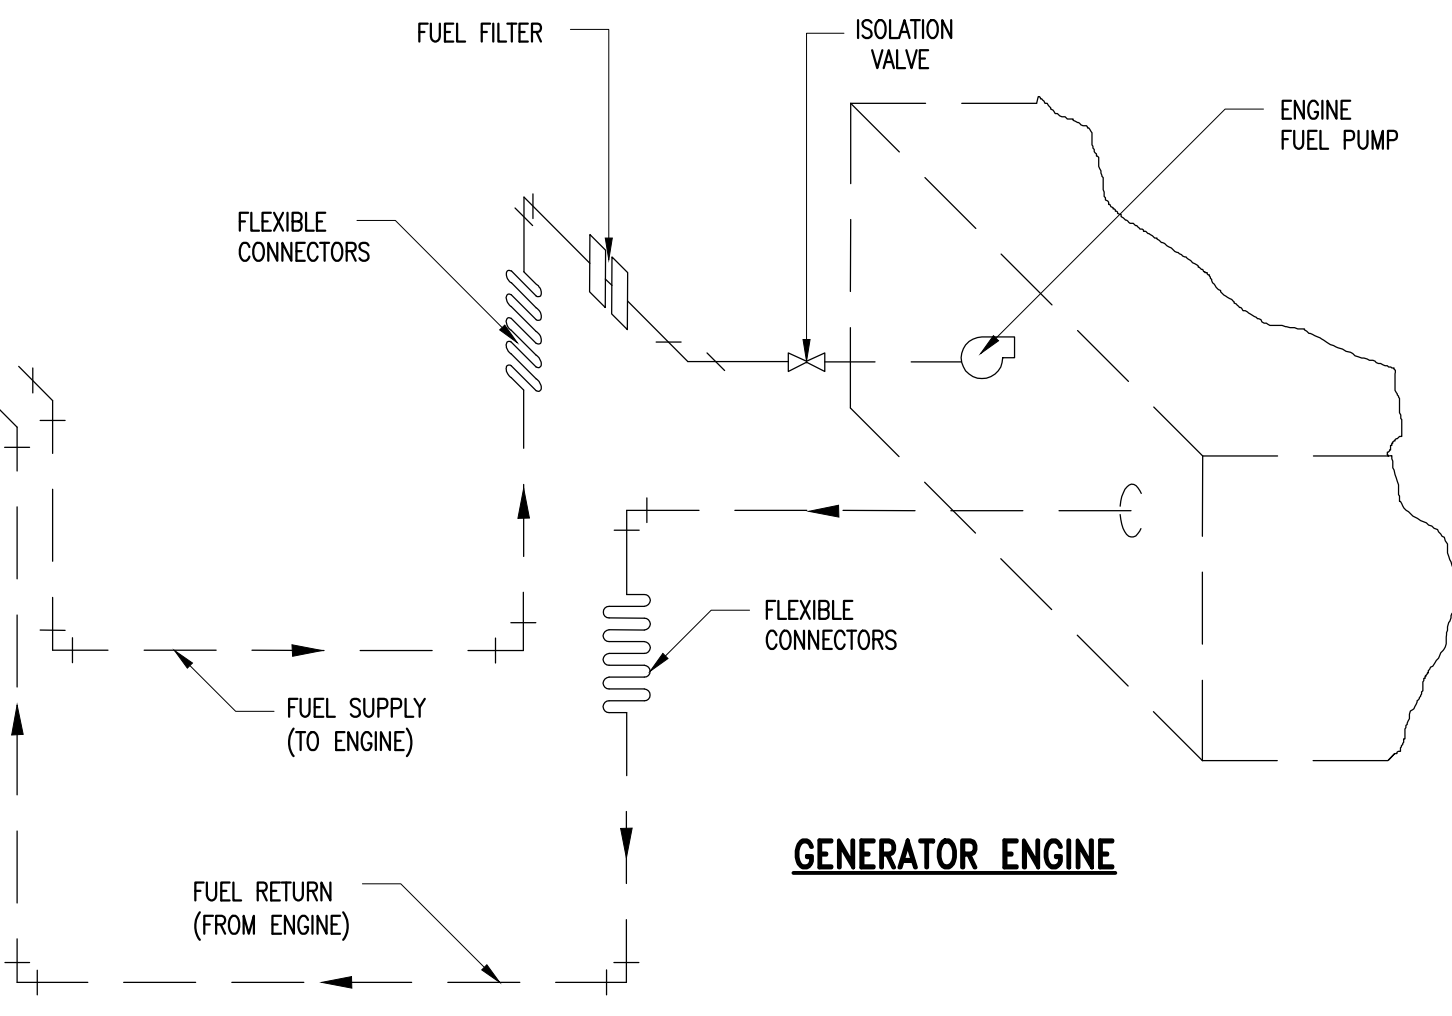 FUEL FILTER
ISOLATION
VALVE
ENGINE
FUEL PUMP
FLEXIBLE
CONNECTORS
FLEXIBLE
CONNECTORS
FUEL SUPPLY
(TO ENGINE)
GENERATOR ENGINE
FUEL RETURN
(FROM ENGINE)